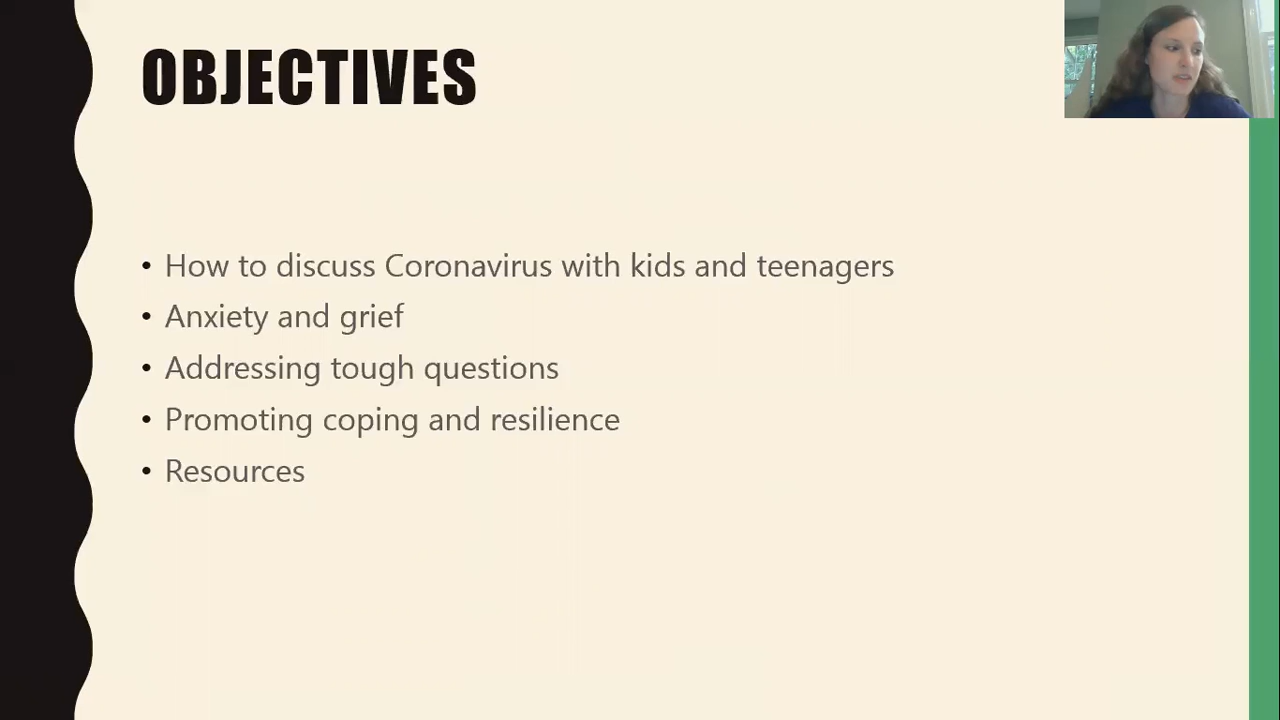 OBJECTIVES
• How to discuss Coronavirus with kids and teenagers
• Anxiety and grief
• Addressing tough questions
• Promoting coping and resilience
• Resources